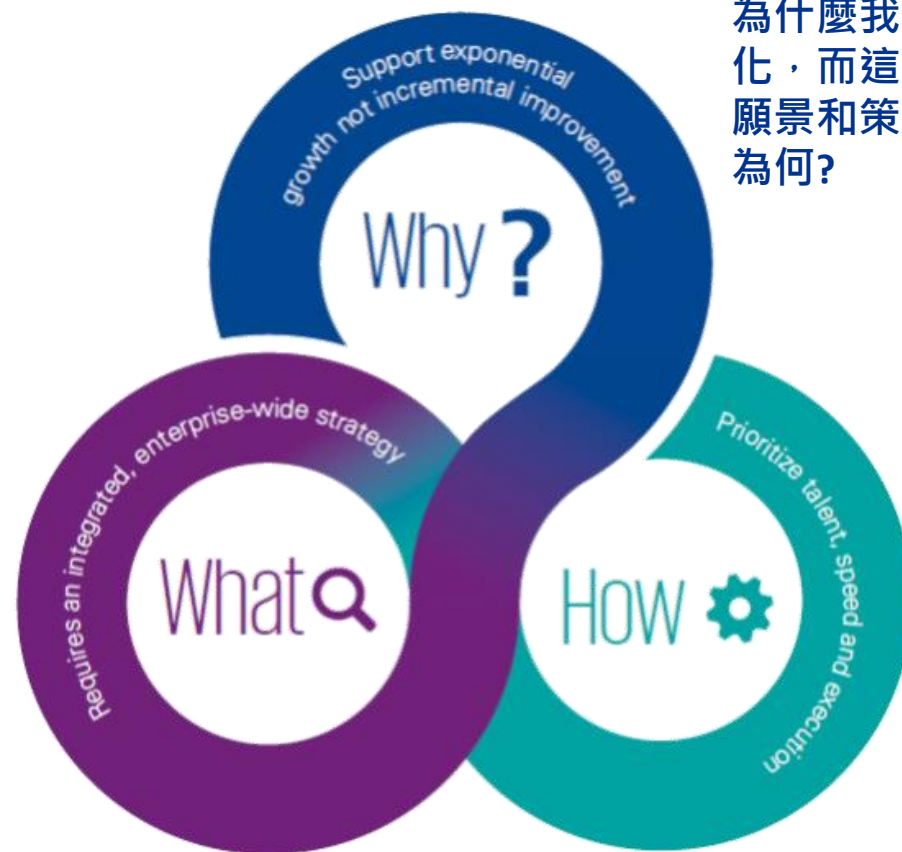 為什麼我
化，而這
願景和策
為何?
Support exponential
growth not incremental improvement
Why ?
Requires an integrated, enterprise-wide strategy
What
Prioritize talent, speed and execution
How